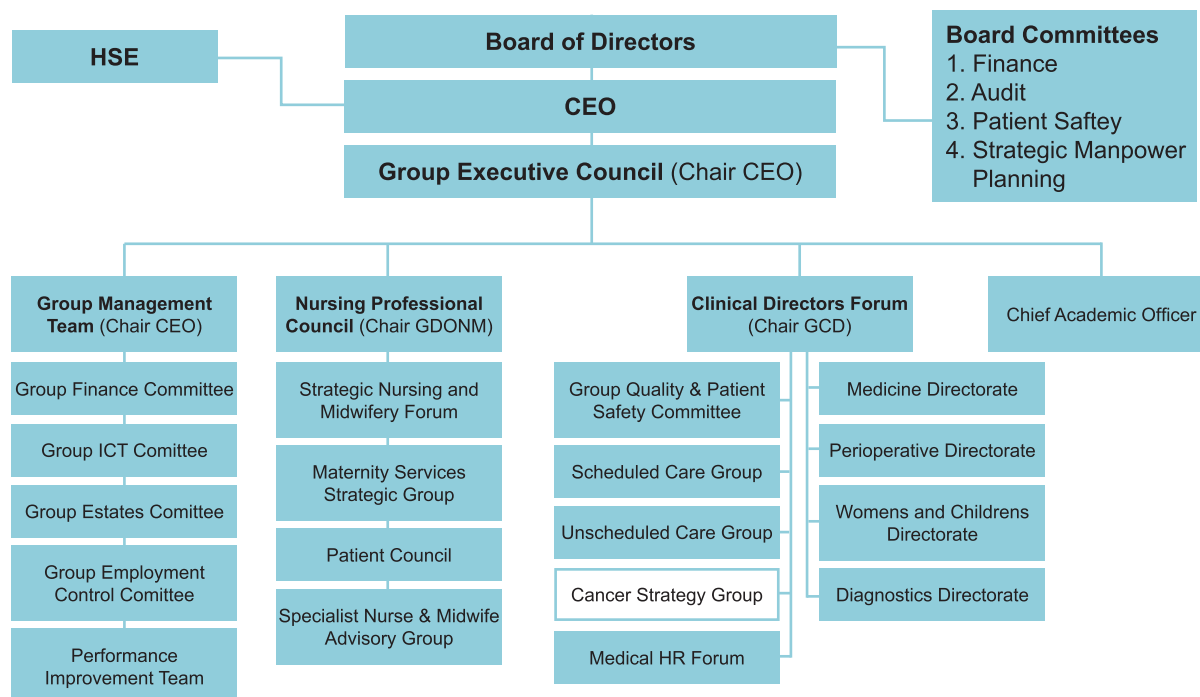 HSE
Board of Directors
CEO
Group Executive Council (Chair CEO)
Board Committees
1. Finance
2. Audit
3. Patient Saftey
4. Strategic Manpower
Planning
Group Management
Team (Chair CEO)
Group Finance Committee
Group ICT Comittee
Group Estates Comittee
Group Employment
Control Comittee
Performance
Improvement Team
Nursing Professional
Council (Chair GDONM)
Strategic Nursing and
Midwifery Forum
Maternity Services
Strategic Group
Patient Council
Specialist Nurse & Midwife
Advisory Group
Clinical Directors Forum
(Chair GCD)
Group Quality & Patient
Safety Committee
Scheduled Care Group
Unscheduled Care Group
Cancer Strategy Group
Medical HR Forum
Medicine Directorate
Perioperative Directorate
Womens and Childrens
Directorate
Diagnostics Directorate
Chief Academic Officer